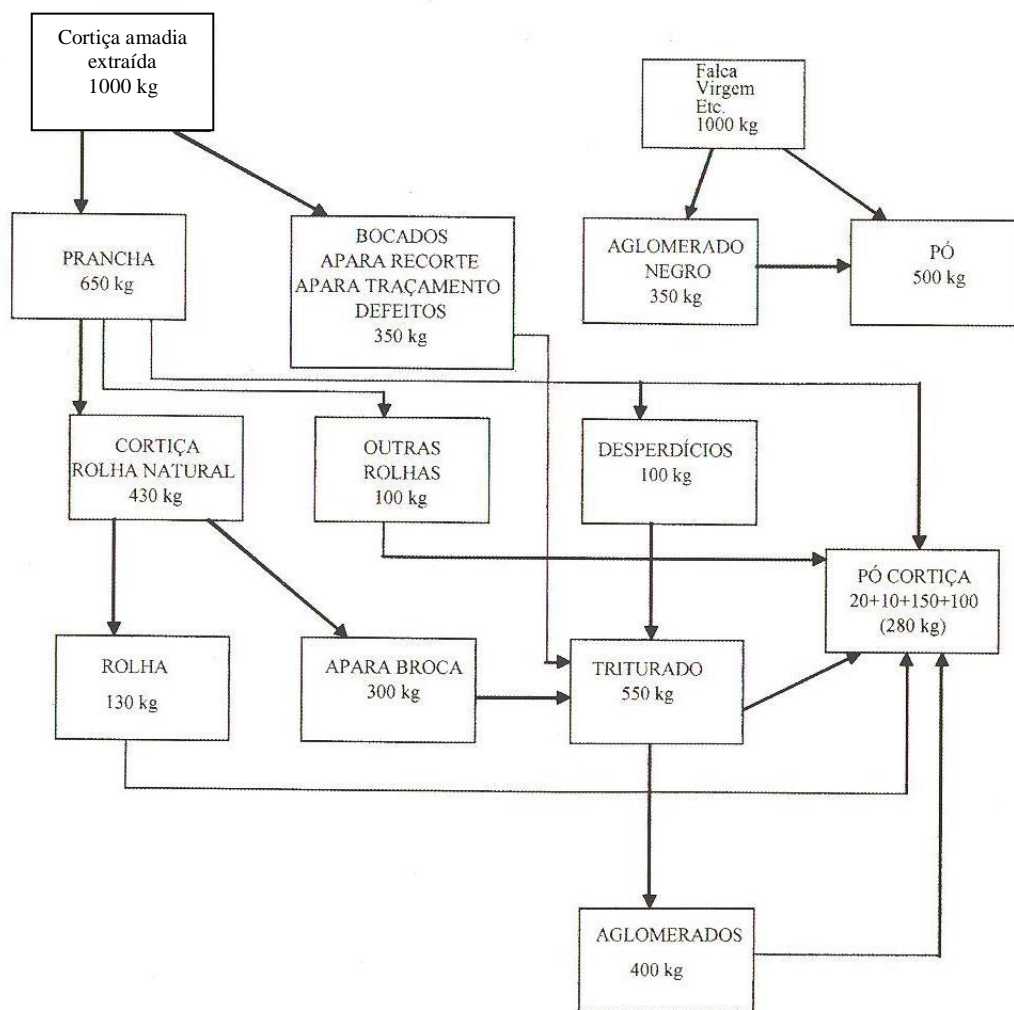 Cortiça amadia
extraída
1000 kg
Falca
Virgem
Etc.
1000 kg
PRANCHA
650 kg
BOCADOS
APARA RECORTE
APARA TRAÇAMENTO
DEFEITOS
350 kg
AGLOMERADO
NEGRO
350 kg
PÓ
500 kg
CORTIÇA
ROLHA NATURAL
430 kg
OUTRAS
ROLHAS
100 kg
DESPERDÍCIOS
100 kg
PÓ CORTIÇA
20+10+150+100
(280 kg)
ROLHA
130 kg
APARA BROCA
300 kg
TRITURADO
550 kg
AGLOMERADOS
400 kg